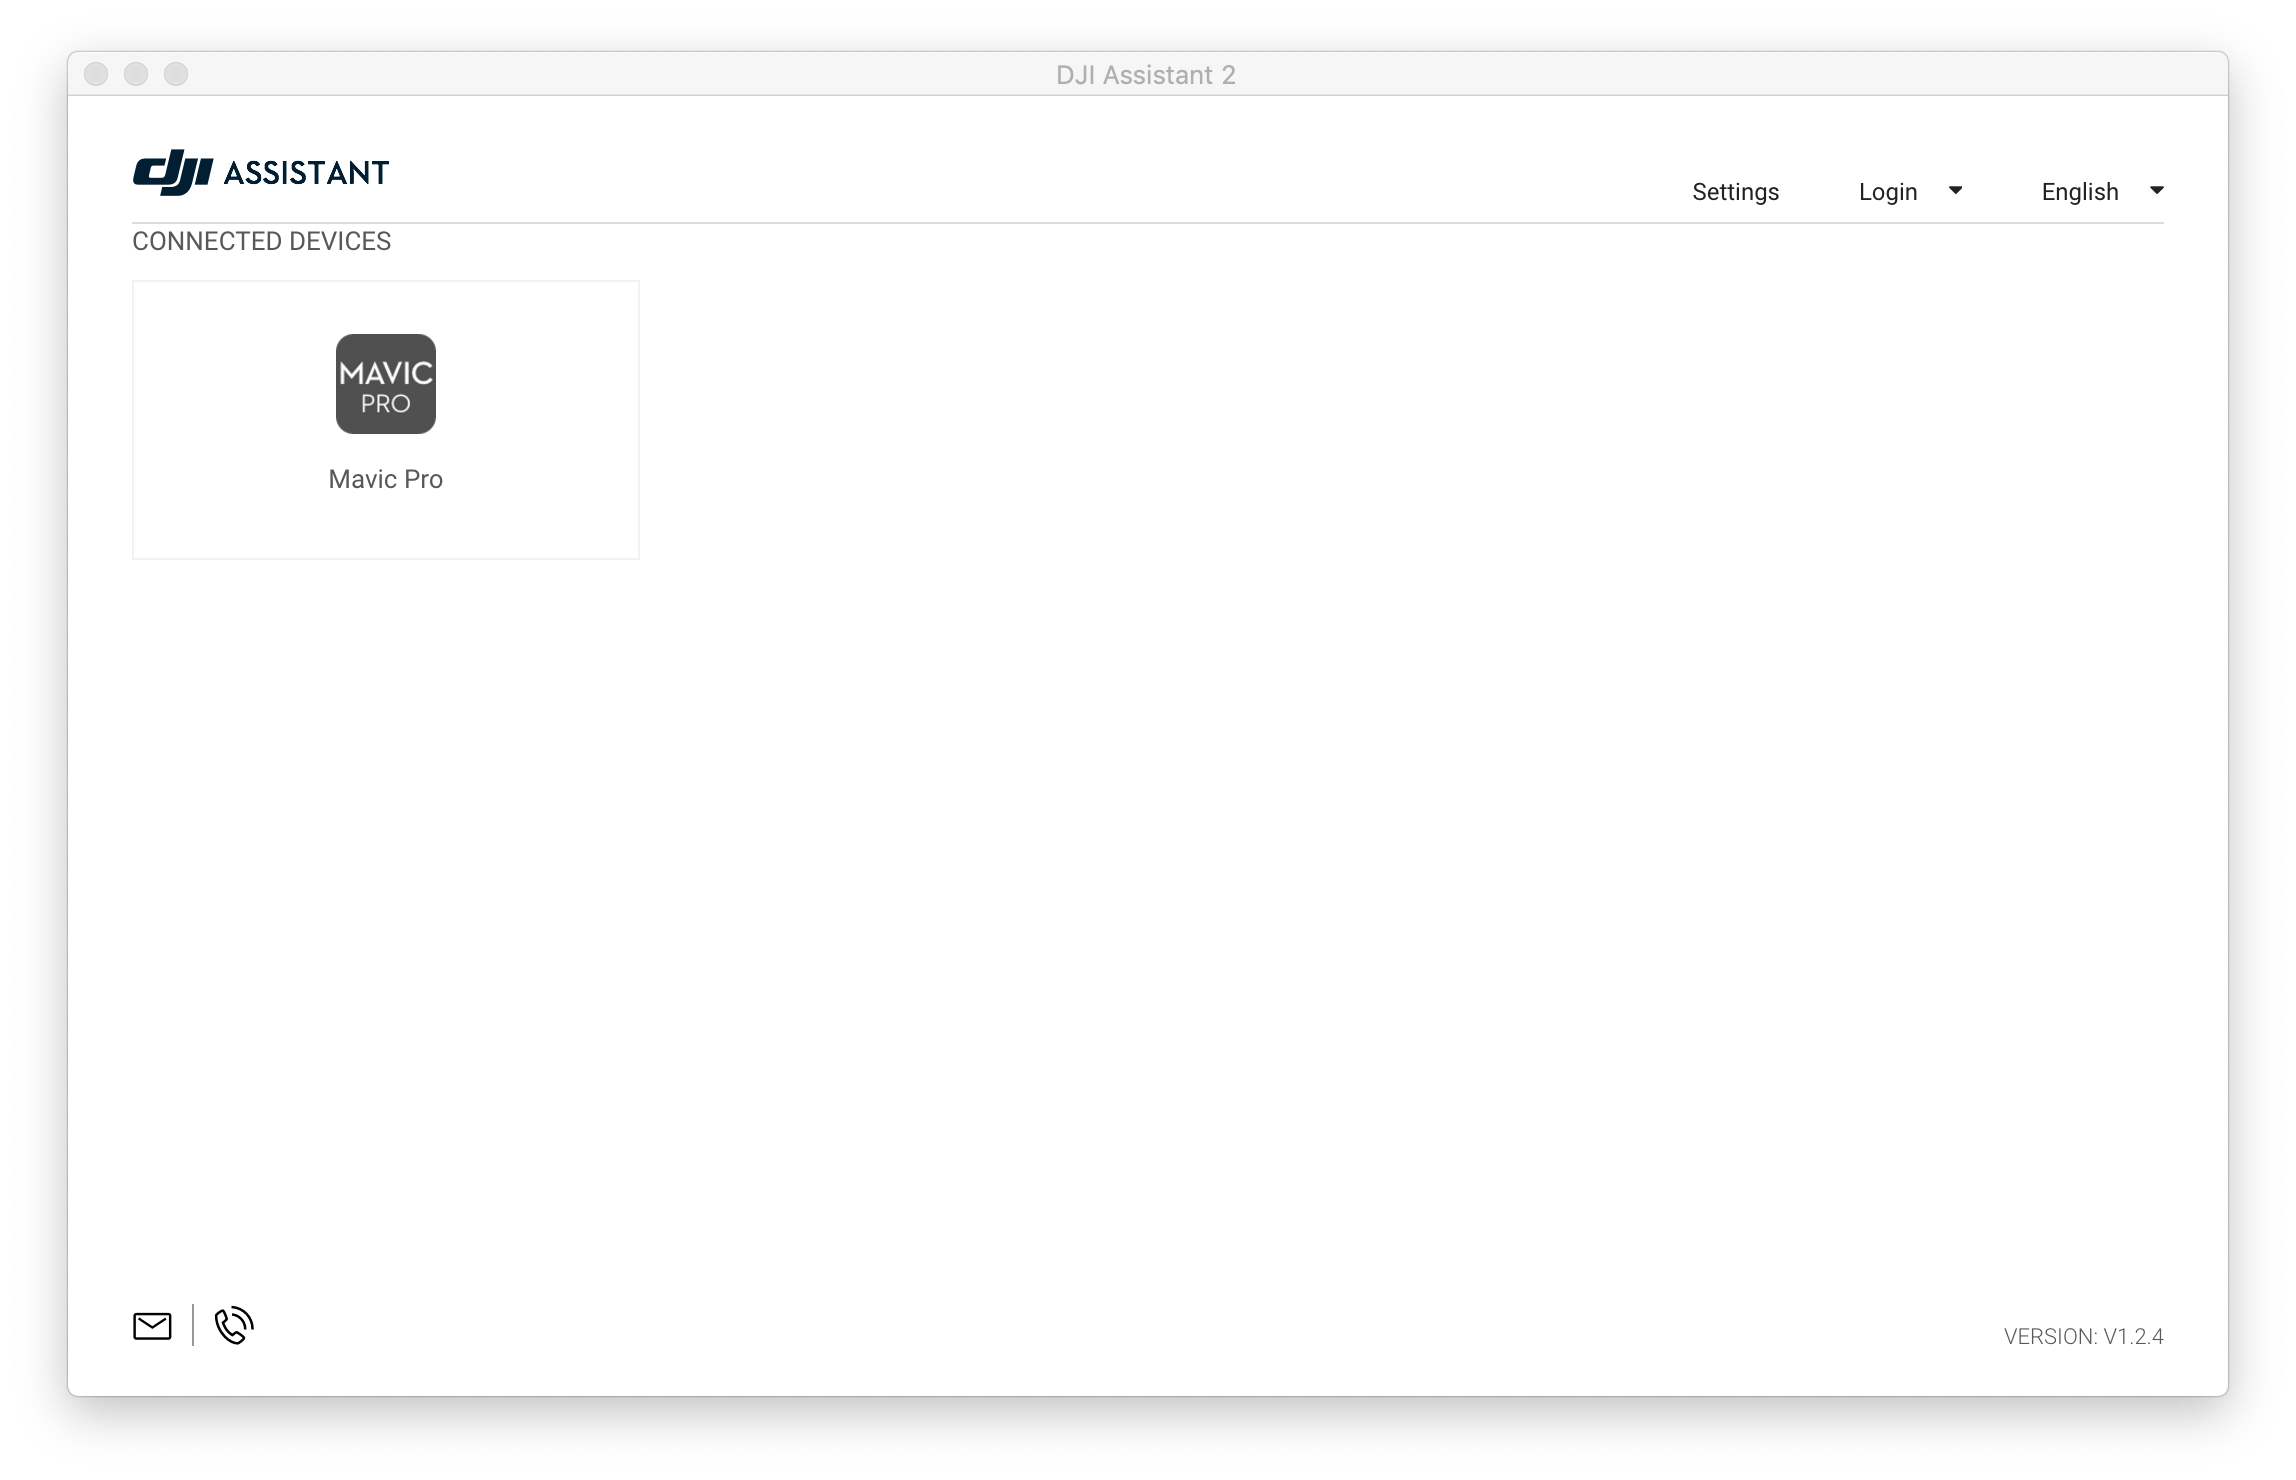 DJI Assistant 2
dji ASSISTANT
Settings Login English
CONNECTED DEVICES
MAVIC
PRO
Mavic Pro
VERSION: V1.2.4